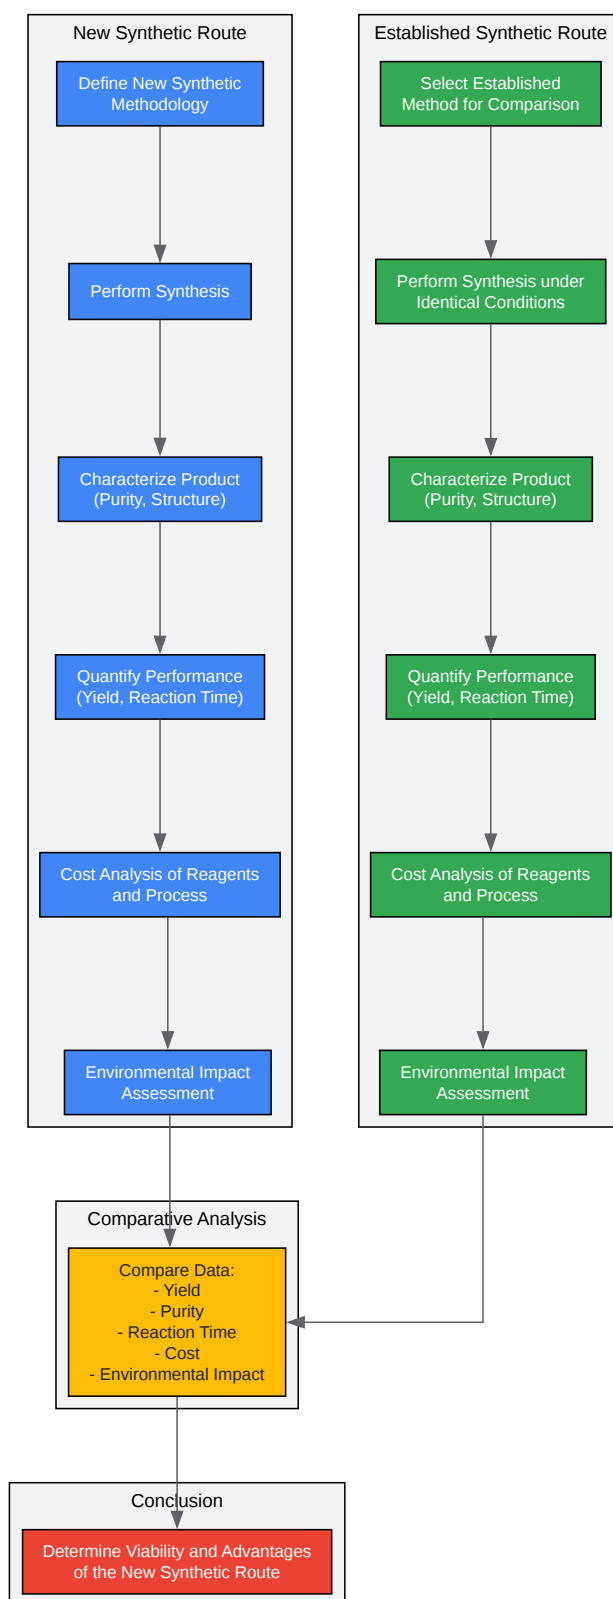 New Synthetic Route
Define New Synthetic
Methodology
Perform Synthesis
Characterize Product
(Purity, Structure)
Quantify Performance
(Yield, Reaction Time)
Cost Analysis of Reagents
and Process
Environmental Impact
Assessment
Established Synthetic Route
Select Established
Method for Comparison
Perform Synthesis under
Identical Conditions
Characterize Product
(Purity, Structure)
Quantify Performance
(Yield, Reaction Time)
Cost Analysis of Reagents
and Process
Environmental Impact
Assessment
Comparative Analysis
Compare Data:
- Yield
- Purity
- Reaction Time
- Cost
- Environmental Impact
Conclusion
Determine Viability and Advantages
of the New Synthetic Route